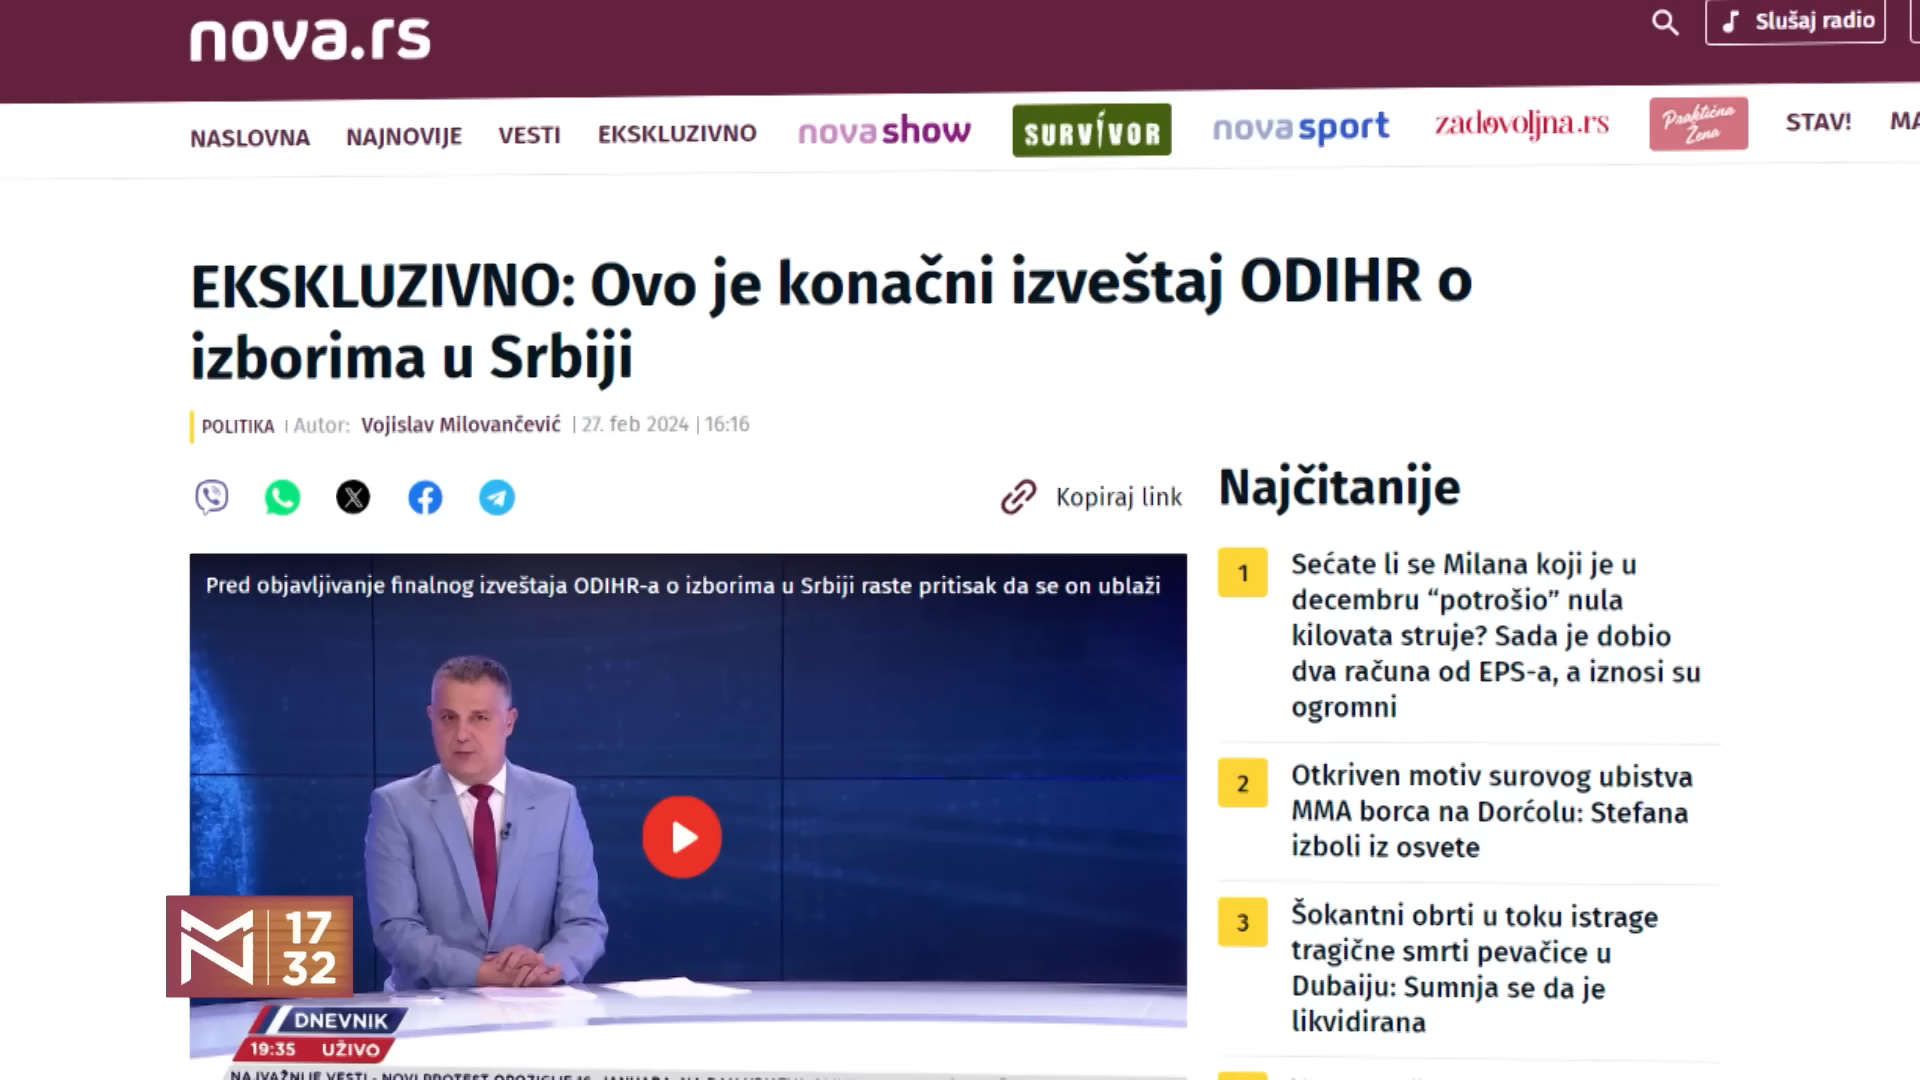 nova.rs
Slušaj radio
NASLOVNA NAJNOVIJE VESTI EKSKLUZIVNO nova show SURVIVOR nova sport zadovoljna.rs Praktična Žena STAV!
EKSKLUZIVNO: Ovo je konačni izveštaj ODIHR o
izborima u Srbiji
POLITIKA | Autor: Vojislav Milovančević | 27. feb 2024 | 16:16
Kopiraj link
Pred objavljivanje finalnog izveštaja ODIHR-a o izborima u Srbiji raste pritisak da se on ublaži
17
32
DNEVNIK
19:35 UŽIVO
Najčitanije
1
Sećate li se Milana koji je u
decembru “potrošio” nula
kilovata struje? Sada je dobio
dva računa od EPS-a, a iznosi su
ogromni
2
Otkriven motiv surovog ubistva
MMA borca na Dorćolu: Stefana
izboli iz osvete
3
Šokantni obrti u toku istrage
tragične smrti pevačice u
Dubaiju: Sumnja se da je
likvidirana